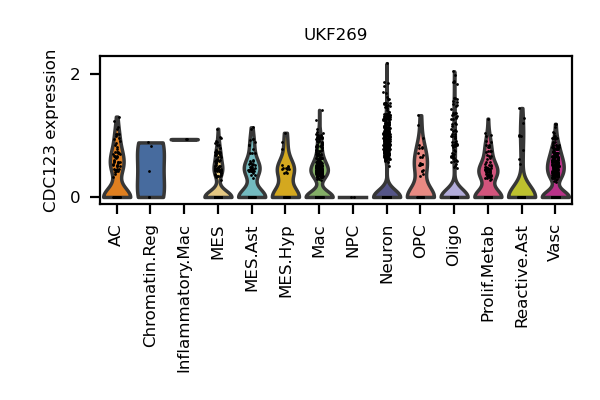 UKF269
CDC123 expression
2
0
AC
Chromatin.Reg
Inflammatory.Mac
MES
MES.Ast
MES.Hyp
Mac
NPC
Neuron
OPC
Oligo
Prolif.Metab
Reactive.Ast
Vasc